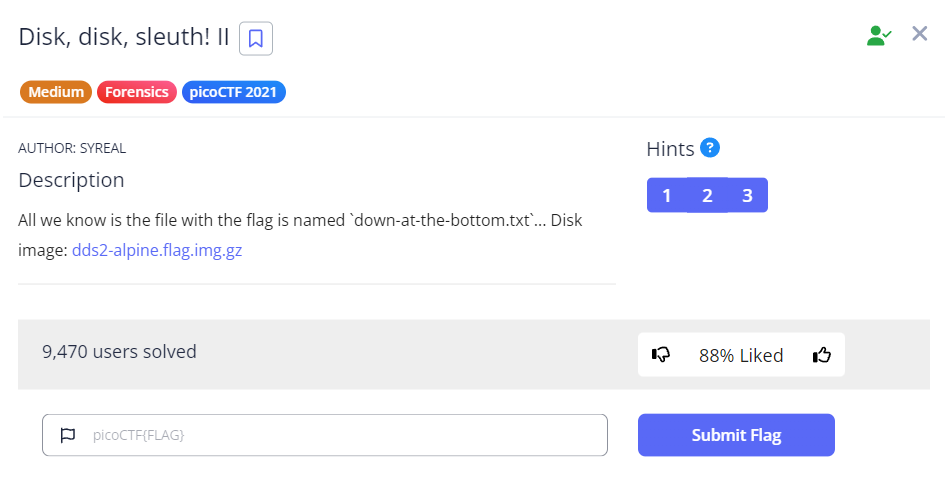 Disk, disk, sleuth! II
Medium Forensics picoCTF 2021
AUTHOR: SYREAL
Description
All we know is the file with the flag is named `down-at-the-bottom.txt`... Disk
image: dds2-alpine.flag.img.gz
Hints ?
1 2 3
9,470 users solved
88% Liked
picoCTF{FLAG}
Submit Flag